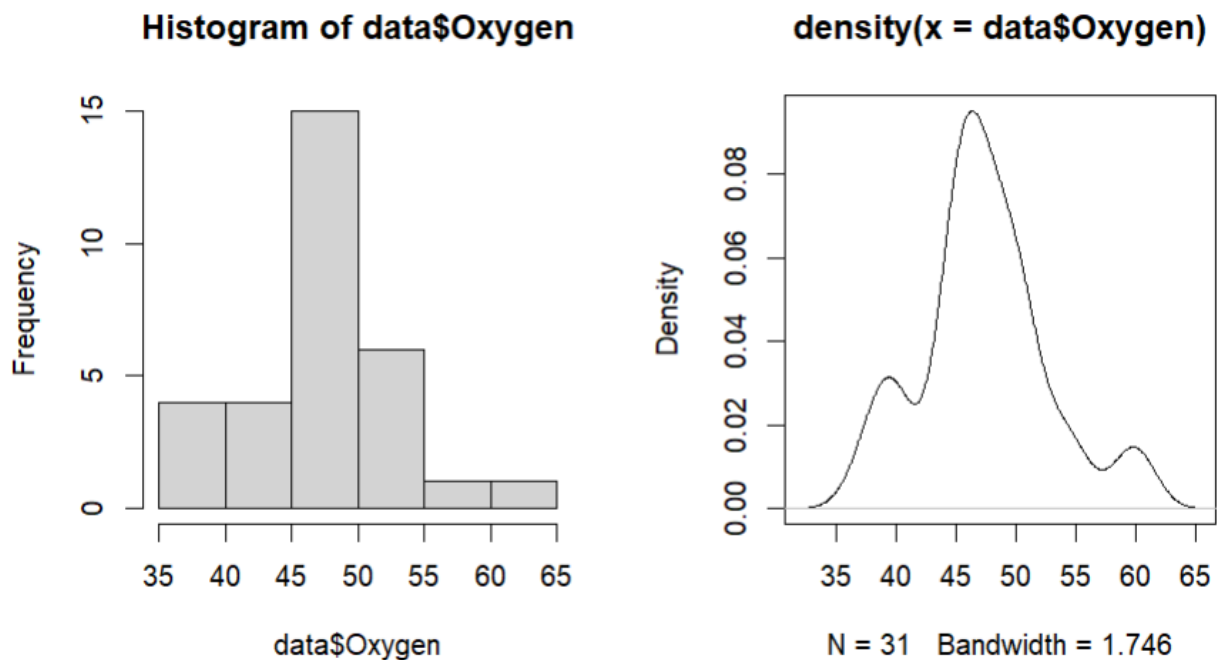 Histogram of data$Oxygen
Frequency
0
5
10
15
35 40 45 50 55 60 65
data$Oxygen
density(x = data$Oxygen)
Density
0.00
0.02
0.04
0.06
0.08
35 40 45 50 55 60 65
N = 31 Bandwidth = 1.746